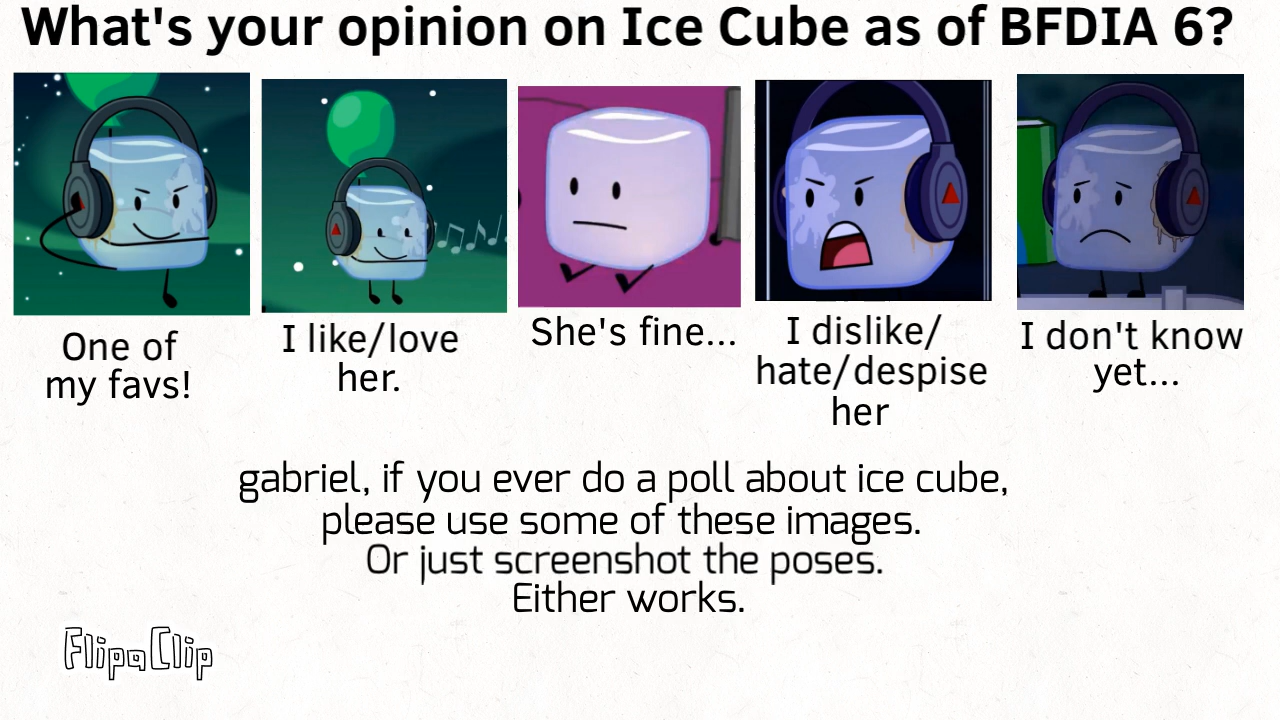 What's your opinion on Ice Cube as of BFDIA 6?
One of
my favs!
I like/love
her.
She's fine...
I dislike/
hate/despise
her
I don't know
yet...
gabriel, if you ever do a poll about ice cube,
please use some of these images.
Or just screenshot the poses.
Either works.
FlipaClip